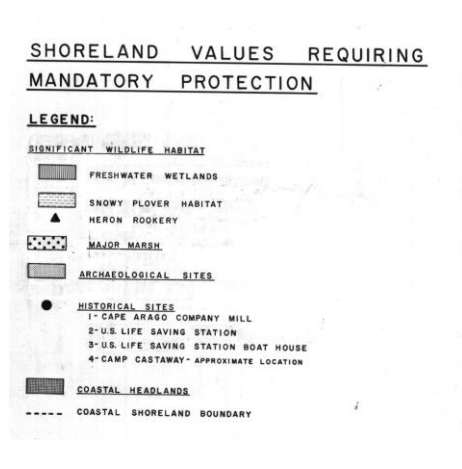 SHORELAND VALUES REQUIRING
MANDATORY PROTECTION
LEGEND:
SIGNIFICANT WILDLIFE HABITAT
FRESHWATER WETLANDS
SNOWY PLOVER HABITAT
HERON ROOKERY
MAJOR MARSH
ARCHAEOLOGICAL SITES
HISTORICAL SITES
1- CAPE ARAGO COMPANY MILL
2- U.S. LIFE SAVING STATION
3- U.S. LIFE SAVING STATION BOAT HOUSE
4- CAMP CASTAWAY - APPROXIMATE LOCATION
COASTAL HEADLANDS
COASTAL SHORELAND BOUNDARY